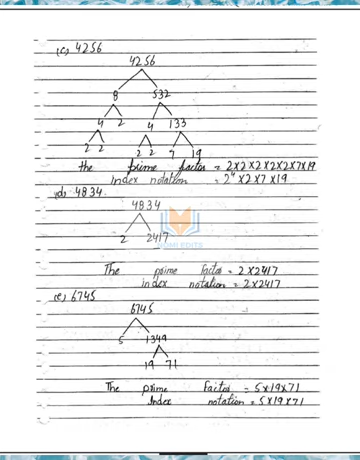 (c) 4256
4256
8 532
4 2 4 133
2 2 2 2 7 19
the prime factor = 2×2×2×2×2×7×19
index notation = 2⁴×2×7×19
(d) 4834
4834
2 2417
NOMI EDITS
The prime factor = 2×2417
index notation = 2×2417
(e) 6745
6745
5 1349
19 71
The prime factor = 5×19×71
Index notation = 5×19×71